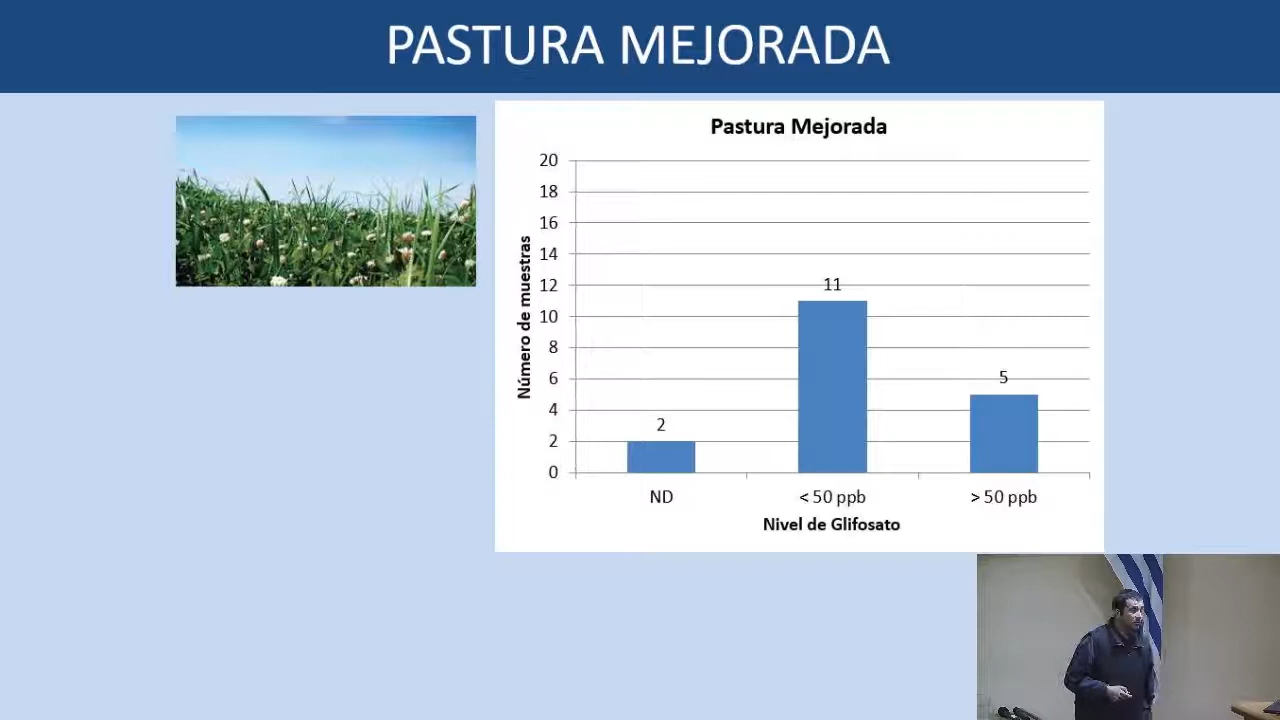 PASTURA MEJORADA
Pastura Mejorada
Número de muestras
20
18
16
14
12
10
8
6
4
2
0
2
11
5
ND
< 50 ppb
> 50 ppb
Nivel de Glifosato